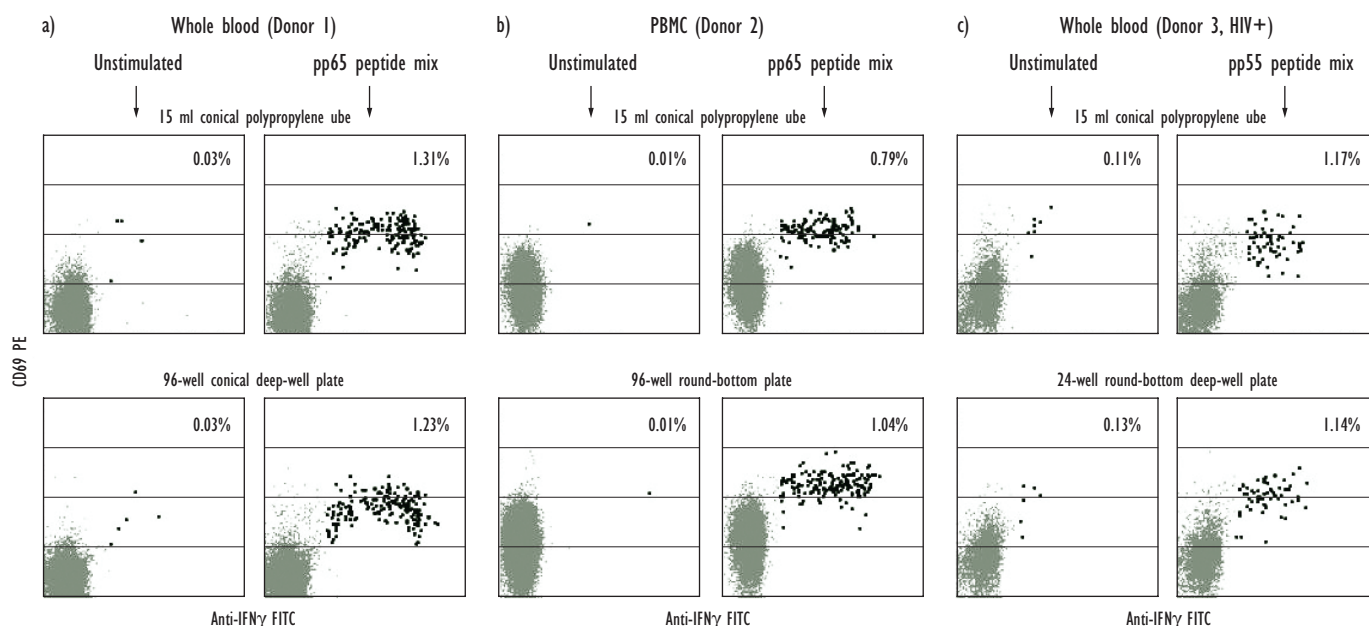 a) Whole blood (Donor 1)
Unstimulated pp65 peptide mix
15 ml conical polypropylene ube
0.03% 1.31%
96-well conical deep-well plate
0.03% 1.23%
Anti-IFNγ FITC
b) PBMC (Donor 2)
Unstimulated pp65 peptide mix
15 ml conical polypropylene ube
0.01% 0.79%
96-well round-bottom plate
0.01% 1.04%
Anti-IFNγ FITC
c) Whole blood (Donor 3, HIV+)
Unstimulated pp55 peptide mix
15 ml conical polypropylene ube
0.11% 1.17%
24-well round-bottom deep-well plate
0.13% 1.14%
Anti-IFNγ FITC
CD69 PE